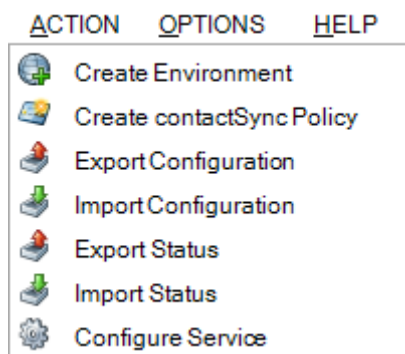 ACTION OPTIONS HELP
Create Environment
Create contactSync Policy
Export Configuration
Import Configuration
Export Status
Import Status
Configure Service